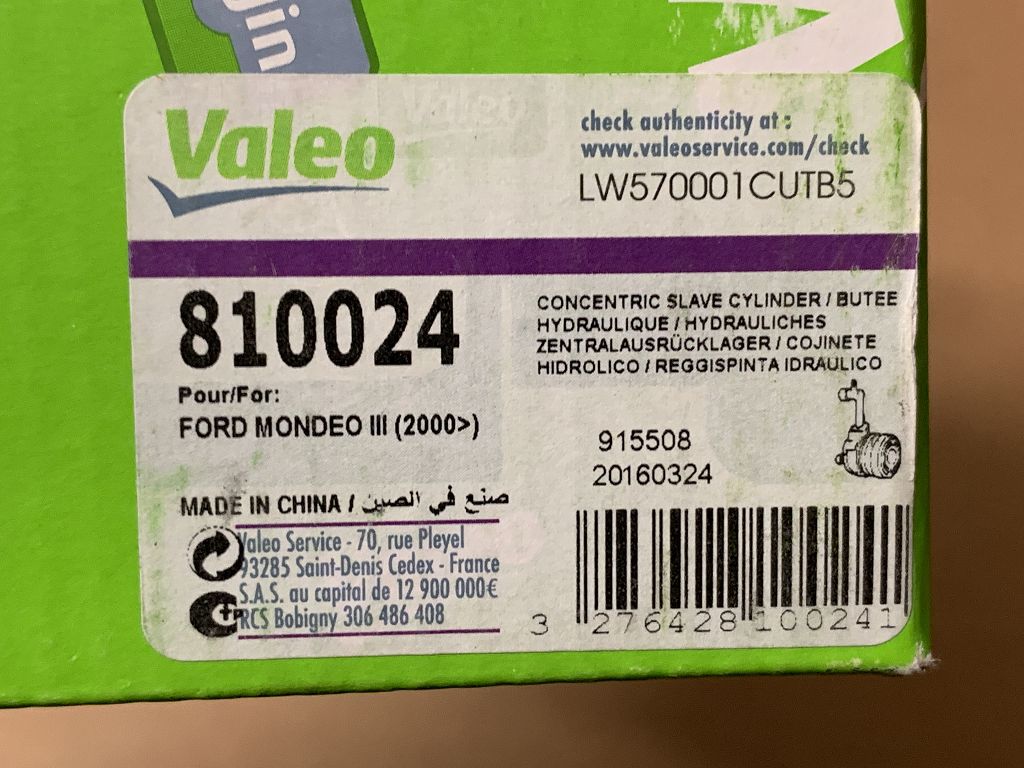 gin
Valeo
check authenticity at :
www.valeoservice.com/check
LW570001CUTB5
810024
Pour/For:
FORD MONDEO III (2000>)
CONCENTRIC SLAVE CYLINDER / BUTEE
HYDRAULIQUE / HYDRAULICHES
ZENTRALAUSRÜCKLAGER / COJINETE
HIDROLICO / REGGISPINTA IDRAULICO
915508
20160324
MADE IN CHINA / صنع في الصين
Valeo Service - 70, rue Pleyel
93285 Saint-Denis Cedex - France
S.A.S. au capital de 12 900 000€
RCS Bobigny 306 486 408
3 276428 100241